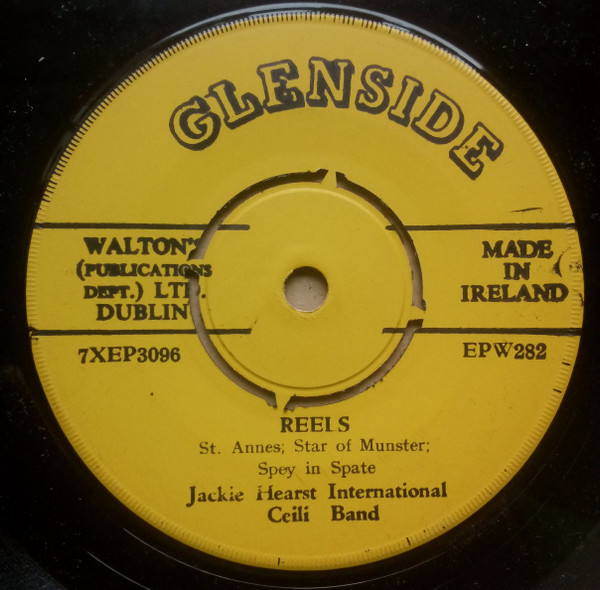 GLENSIDE
WALTON'S
(PUBLICATIONS
DEPT.) LTD.
DUBLIN
MADE
IN
IRELAND
7XEP3096
EPW282
REELS
St. Annes; Star of Munster;
Spey in Spate
Jackie Hearst International
Ceili Band